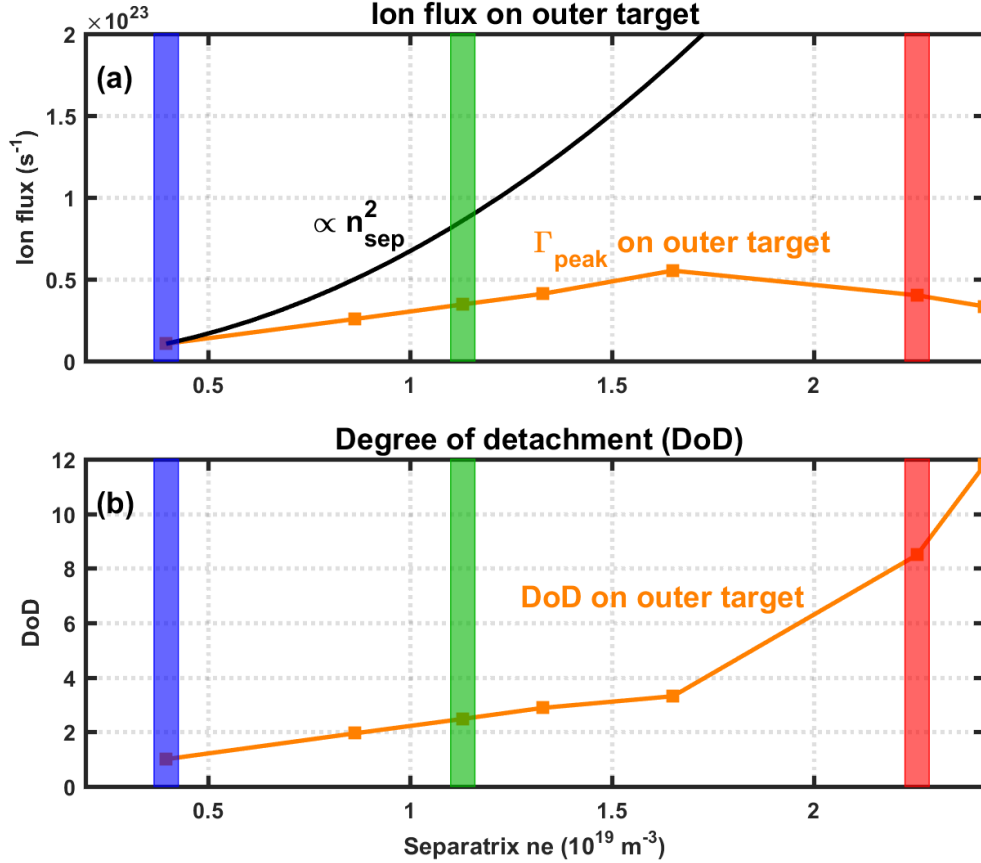 Ion flux on outer target
×10^23
(a)
Ion flux (s^-1)
2
1.5
1
0.5
0
∝ n_sep^2
Γ_peak on outer target
0.5 1 1.5 2
Degree of detachment (DoD)
(b)
DoD
12
10
8
6
4
2
0
DoD on outer target
0.5 1 1.5 2
Separatrix ne (10^19 m^-3)